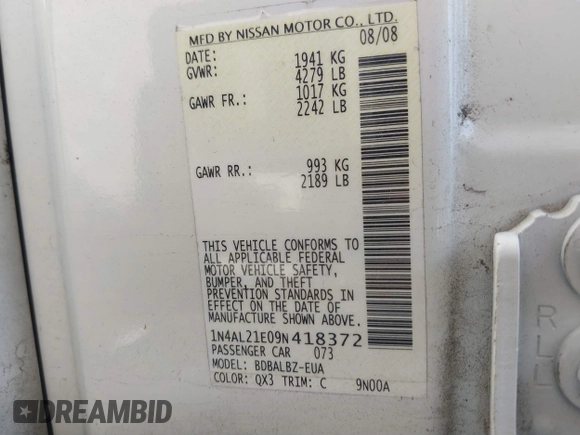 MFD BY NISSAN MOTOR CO., LTD.
DATE: 08/08
GVWR: 1941 KG
4279 LB
GAWR FR.: 1017 KG
2242 LB
GAWR RR.: 993 KG
2189 LB
THIS VEHICLE CONFORMS TO
ALL APPLICABLE FEDERAL
MOTOR VEHICLE SAFETY,
BUMPER, AND THEFT
PREVENTION STANDARDS IN
EFFECT ON THE DATE OF
MANUFACTURE SHOWN ABOVE.
1N4AL21E09N418372
PASSENGER CAR 073
MODEL: BDBALBZ-EUA
COLOR: QX3 TRIM: C 9N00A
DREAMBID